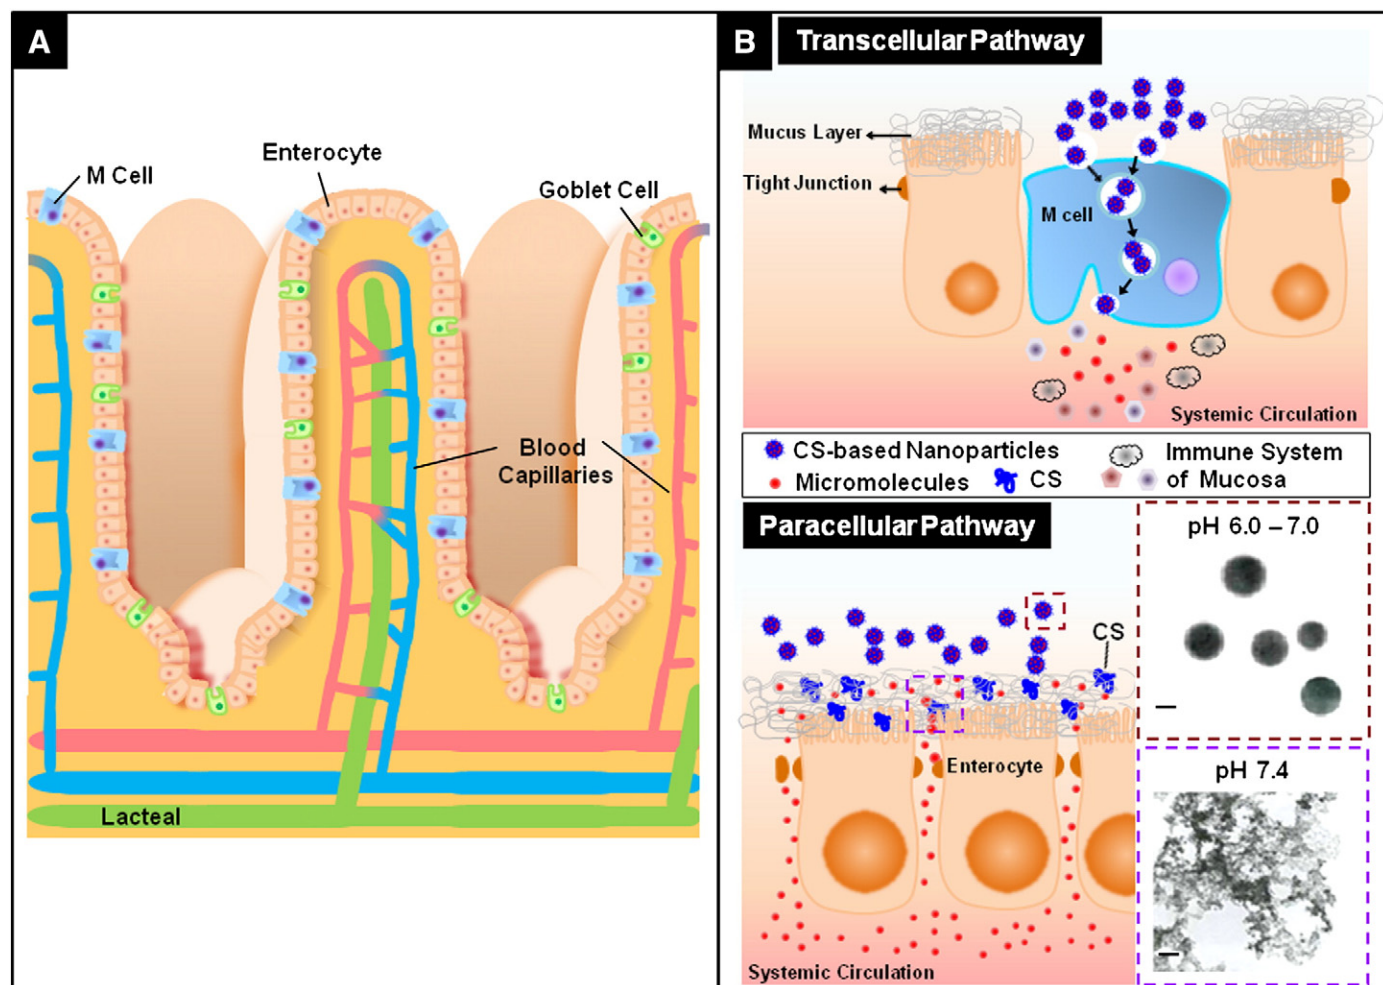 A
M Cell
Enterocyte
Goblet Cell
Blood
Capillaries
Lacteal
B
Transcellular Pathway
Mucus Layer
Tight Junction
M cell
Systemic Circulation
CS-based Nanoparticles
Immune System
of Mucosa
Micromolecules
CS
Paracellular Pathway
CS
Enterocyte
Systemic Circulation
pH 6.0 – 7.0
pH 7.4